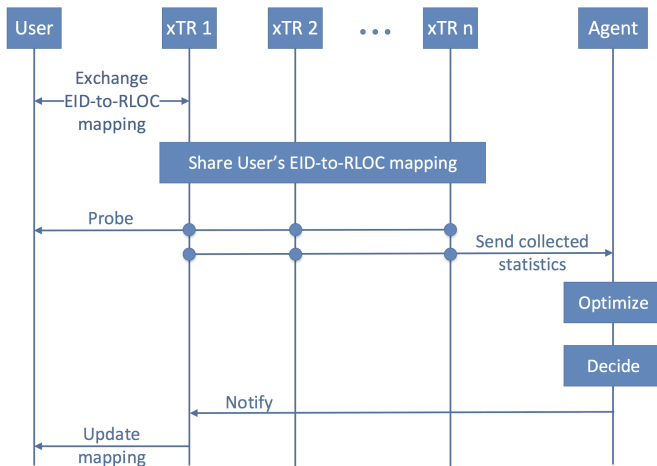 User
xTR 1
xTR 2
• • •
xTR n
Agent
Exchange
EID-to-RLOC
mapping
Share User's EID-to-RLOC mapping
Probe
Send collected
statistics
Optimize
Decide
Notify
Update
mapping